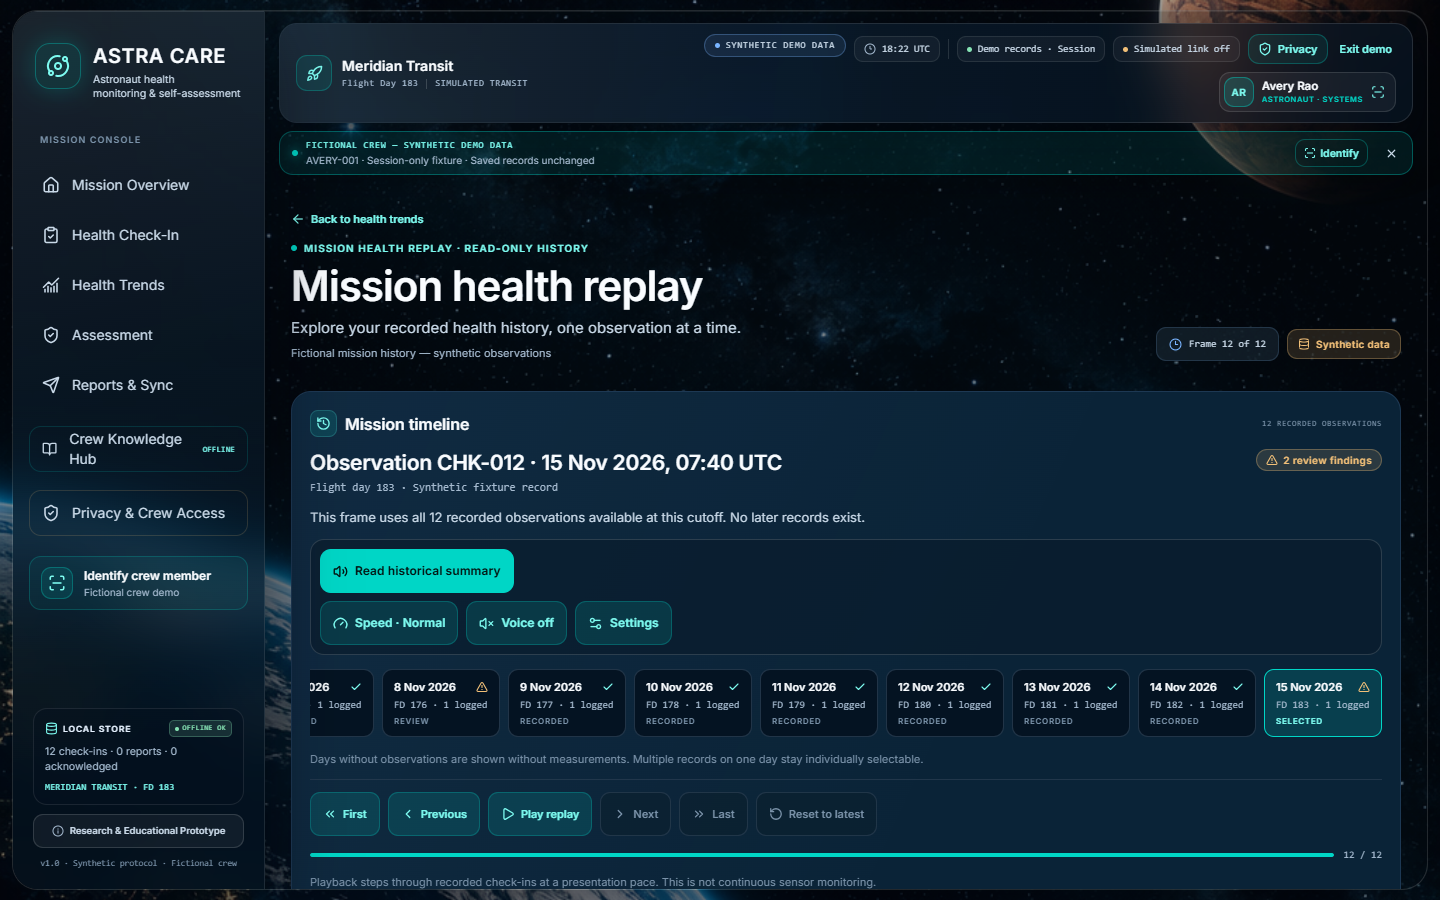 ASTRA CARE
Astronaut health
monitoring & self-assessment
MISSION CONSOLE
Mission Overview
Health Check-In
Health Trends
Assessment
Reports & Sync
Crew Knowledge
Hub
OFFLINE
Privacy & Crew Access
Identify crew member
Fictional crew demo
LOCAL STORE
OFFLINE OK
12 check-ins · 0 reports · 0
acknowledged
MERIDIAN TRANSIT · FD 183
Research & Educational Prototype
v1.0 · Synthetic protocol · Fictional crew
Meridian Transit
Flight Day 183 | SIMULATED TRANSIT
SYNTHETIC DEMO DATA
18:22 UTC
Demo records · Session
Simulated link off
Privacy
Exit demo
AR
Avery Rao
ASTRONAUT · SYSTEMS
FICTIONAL CREW — SYNTHETIC DEMO DATA
AVERY-001 · Session-only fixture · Saved records unchanged
Identify
Back to health trends
MISSION HEALTH REPLAY · READ-ONLY HISTORY
Mission health replay
Explore your recorded health history, one observation at a time.
Fictional mission history — synthetic observations
Frame 12 of 12
Synthetic data
Mission timeline
12 RECORDED OBSERVATIONS
Observation CHK-012 · 15 Nov 2026, 07:40 UTC
2 review findings
Flight day 183 · Synthetic fixture record
This frame uses all 12 recorded observations available at this cutoff. No later records exist.
Read historical summary
Speed · Normal
Voice off
Settings
026
1 logged
D
8 Nov 2026
FD 176 · 1 logged
REVIEW
9 Nov 2026
FD 177 · 1 logged
RECORDED
10 Nov 2026
FD 178 · 1 logged
RECORDED
11 Nov 2026
FD 179 · 1 logged
RECORDED
12 Nov 2026
FD 180 · 1 logged
RECORDED
13 Nov 2026
FD 181 · 1 logged
RECORDED
14 Nov 2026
FD 182 · 1 logged
RECORDED
15 Nov 2026
FD 183 · 1 logged
SELECTED
Days without observations are shown without measurements. Multiple records on one day stay individually selectable.
First
Previous
Play replay
Next
Last
Reset to latest
12 / 12
Playback steps through recorded check-ins at a presentation pace. This is not continuous sensor monitoring.